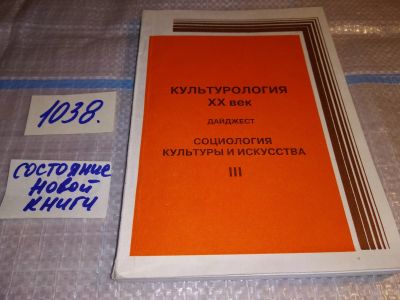 1038.
состояние
новой
книги
КУЛЬТУРОЛОГИЯ
XX век
ДАЙДЖЕСТ
СОЦИОЛОГИЯ
КУЛЬТУРЫ И ИСКУССТВА
III